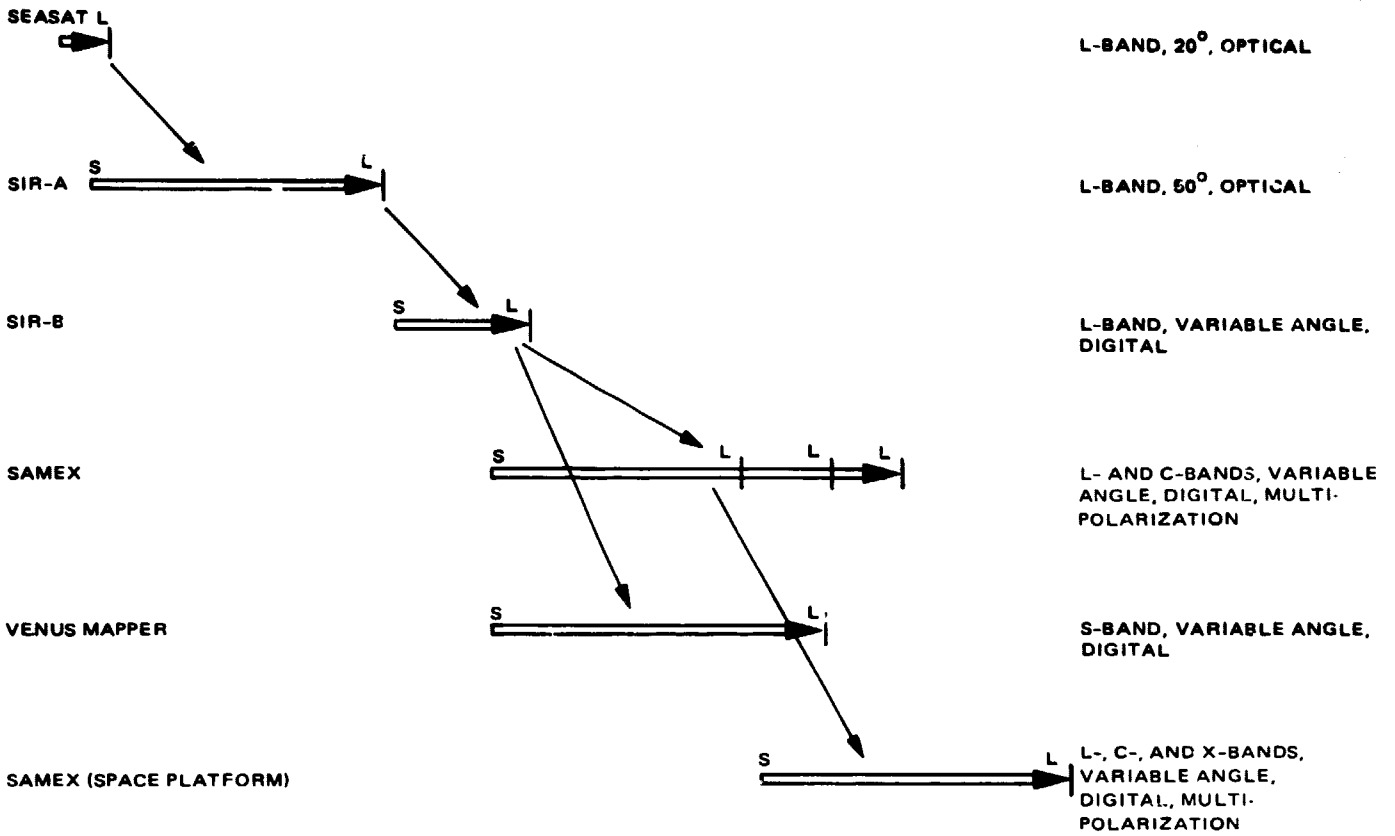 SEASAT L
L-BAND, 20°, OPTICAL
S L
SIR-A
L-BAND, 50°, OPTICAL
S L
SIR-B
L-BAND, VARIABLE ANGLE,
DIGITAL
S L L L
SAMEX
L- AND C-BANDS, VARIABLE
ANGLE, DIGITAL, MULTI-
POLARIZATION
S L
VENUS MAPPER
S-BAND, VARIABLE ANGLE,
DIGITAL
S L
SAMEX (SPACE PLATFORM)
L-, C-, AND X-BANDS,
VARIABLE ANGLE,
DIGITAL, MULTI-
POLARIZATION